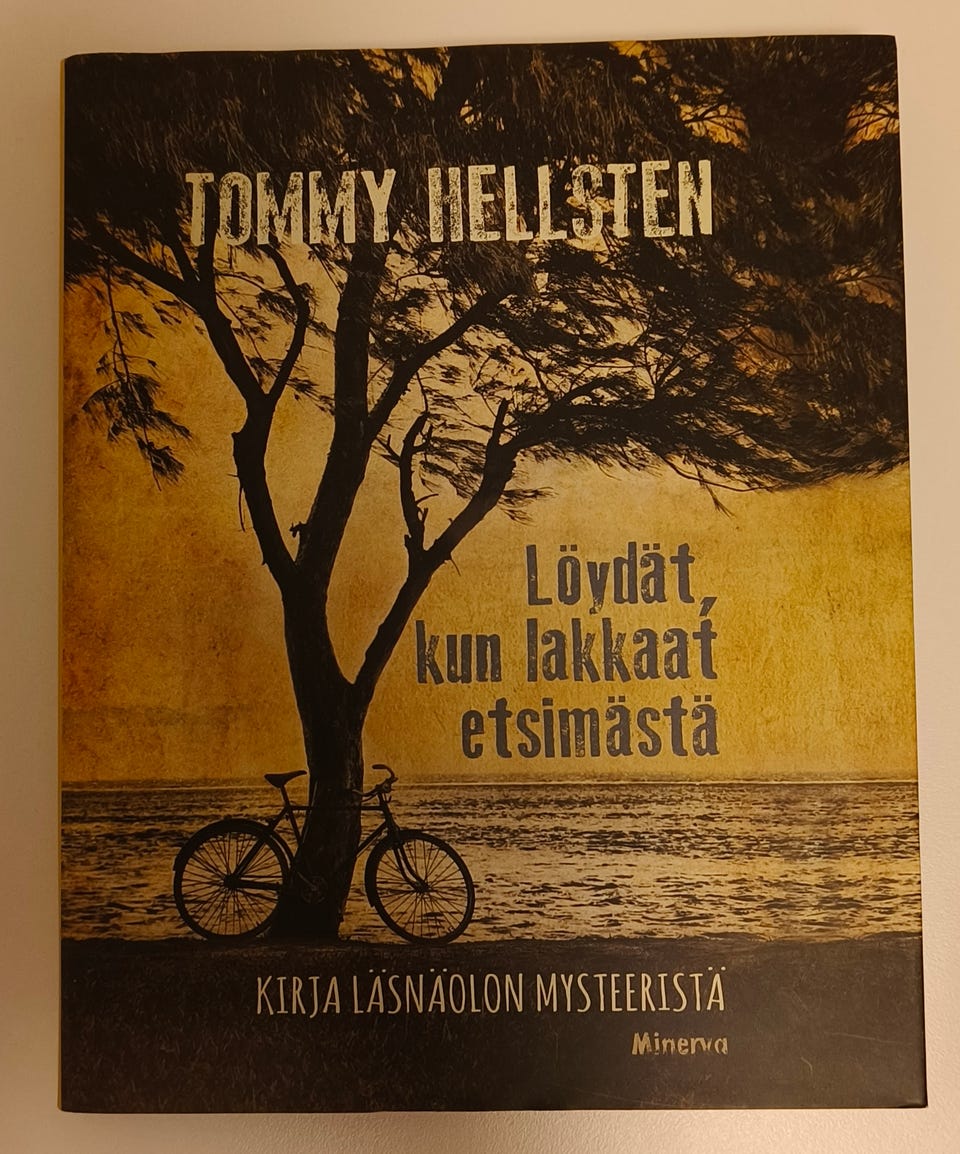 TOMMY HELLSTEN
Löydät,
kun lakkaat
etsimästä
KIRJA LÄSNÄOLON MYSTEERISTÄ
Minerva